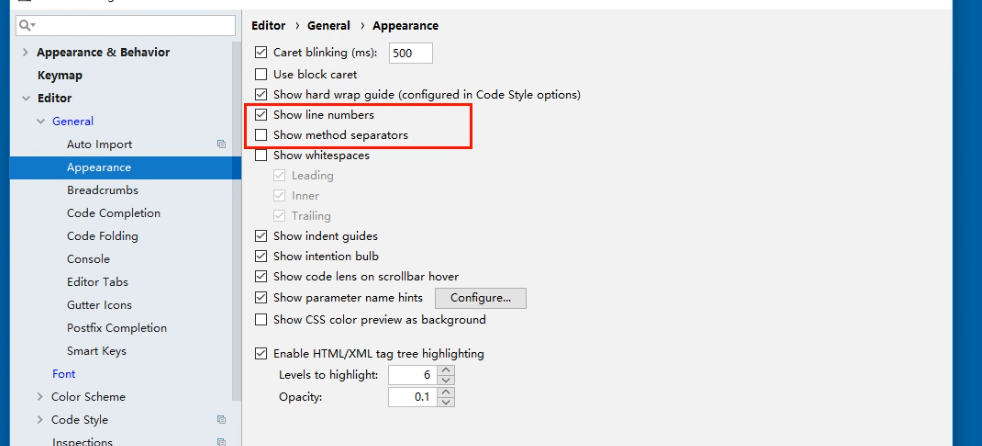 Editor › General › Appearance
Appearance & Behavior
Keymap
Editor
General
Auto Import
Appearance
Breadcrumbs
Code Completion
Code Folding
Console
Editor Tabs
Gutter Icons
Postfix Completion
Smart Keys
Font
Color Scheme
Code Style
Inspections
Caret blinking (ms): 500
Use block caret
Show hard wrap guide (configured in Code Style options)
Show line numbers
Show method separators
Show whitespaces
Leading
Inner
Trailing
Show indent guides
Show intention bulb
Show code lens on scrollbar hover
Show parameter name hints Configure...
Show CSS color preview as background
Enable HTML/XML tag tree highlighting
Levels to highlight: 6
Opacity: 0.1